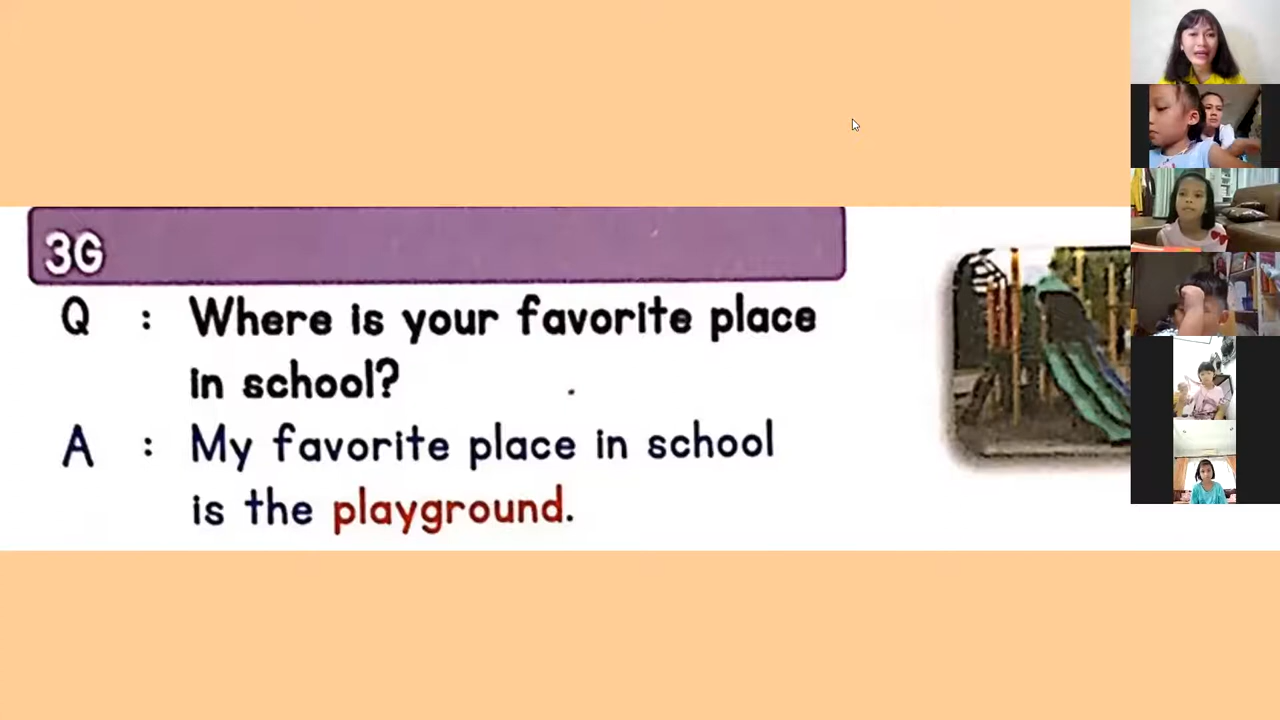 3G
Q : Where is your favorite place
in school?
A : My favorite place in school
is the playground.